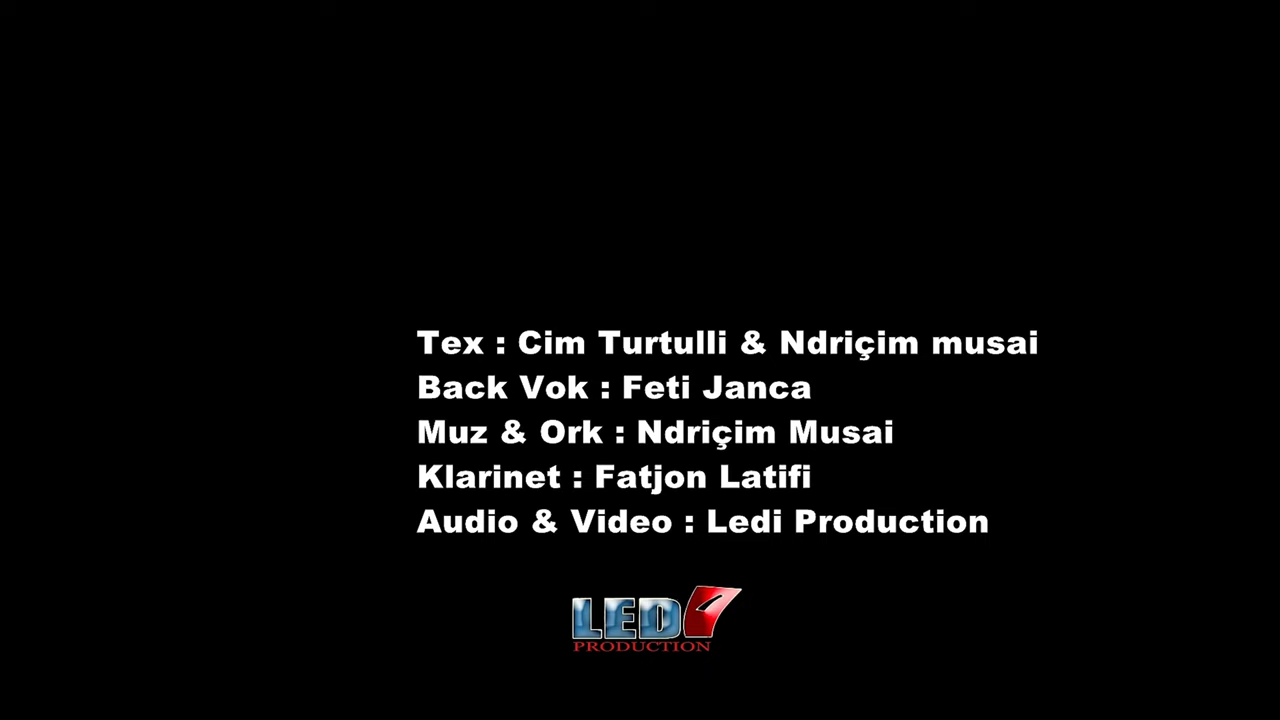 Tex : Cim Turtulli & Ndriçim musai
Back Vok : Feti Janca
Muz & Ork : Ndriçim Musai
Klarinet : Fatjon Latifi
Audio & Video : Ledi Production
LEDI
PRODUCTION